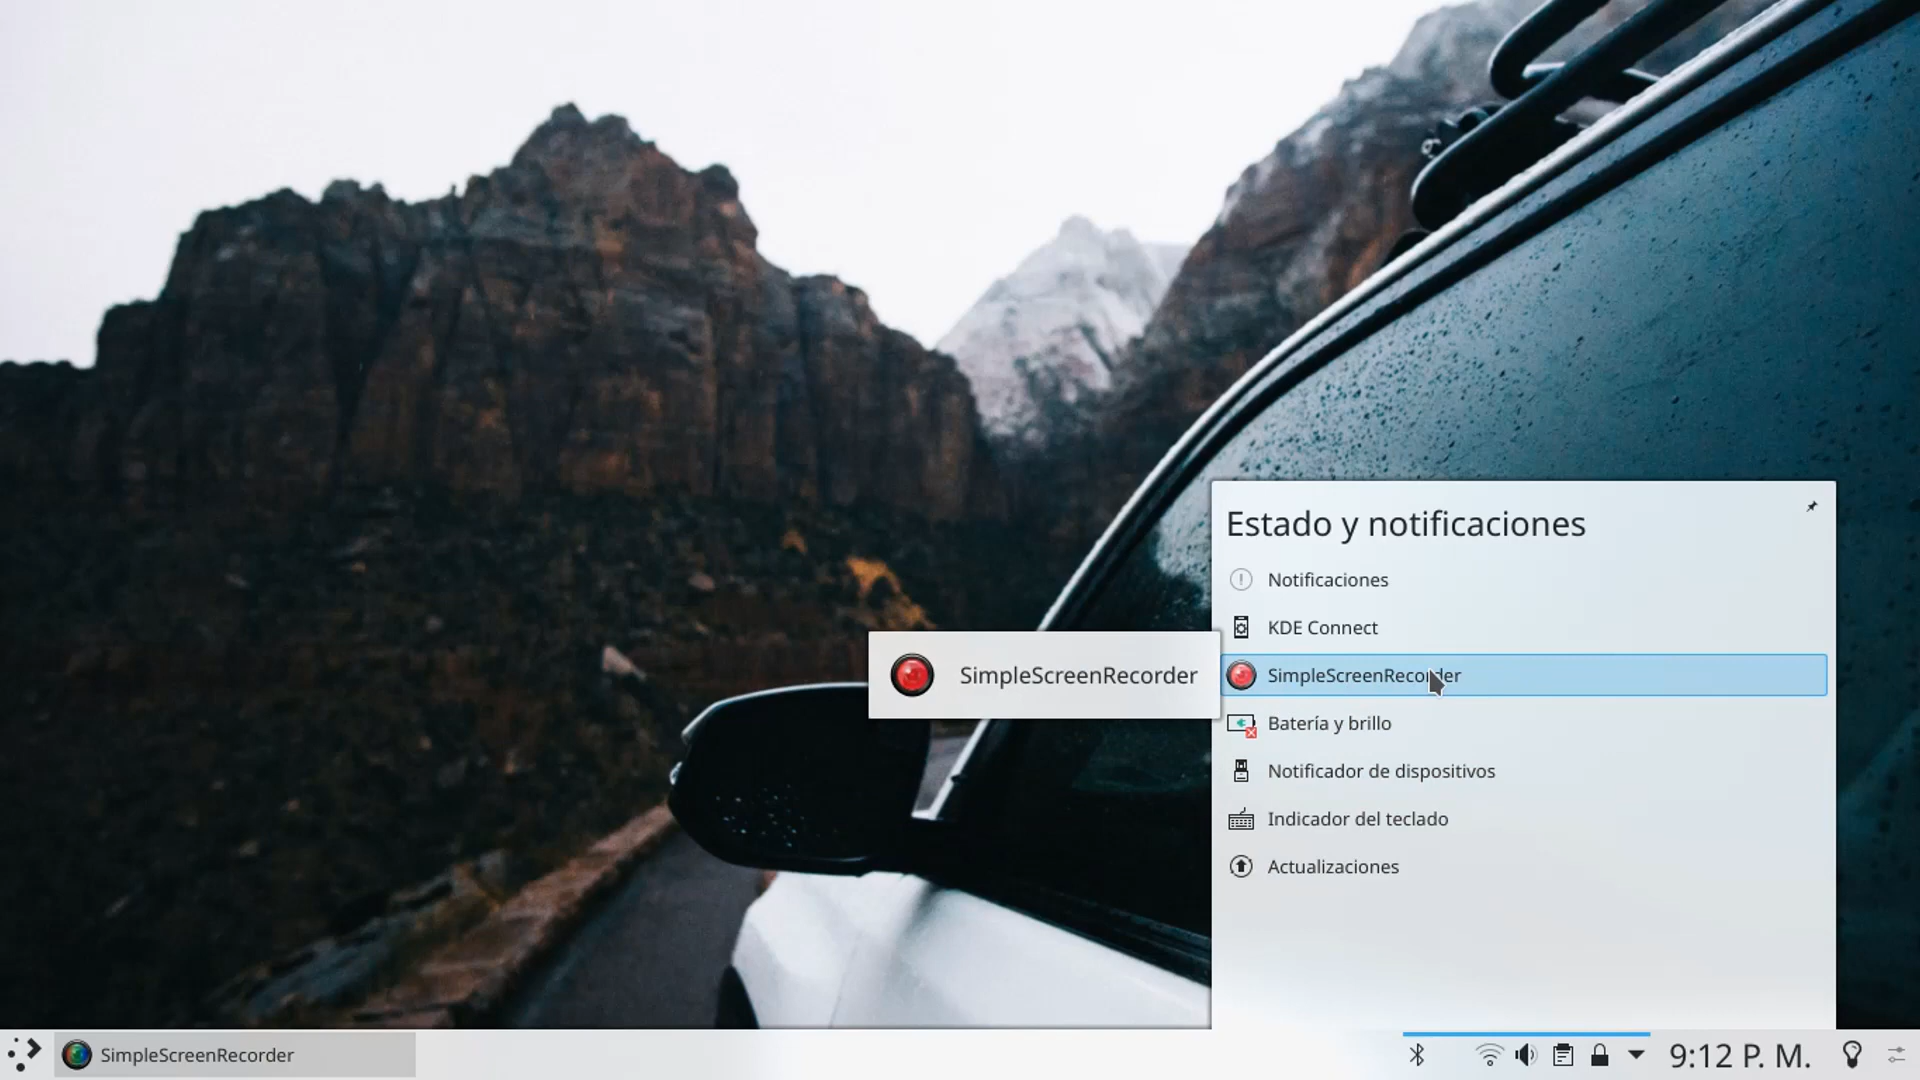 Estado y notificaciones
Notificaciones
KDE Connect
SimpleScreenRecorder
SimpleScreenRecorder
Batería y brillo
Notificador de dispositivos
Indicador del teclado
Actualizaciones
SimpleScreenRecorder
9:12 P. M.